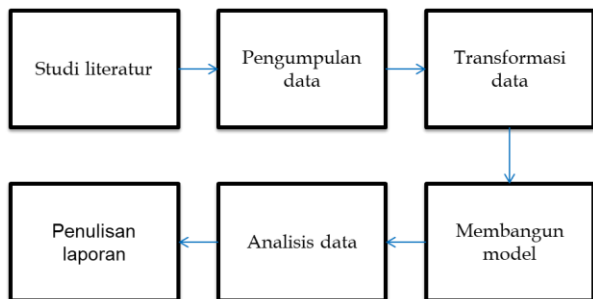 Studi literatur
Pengumpulan
data
Transformasi
data
Membangun
model
Analisis data
Penulisan
laporan